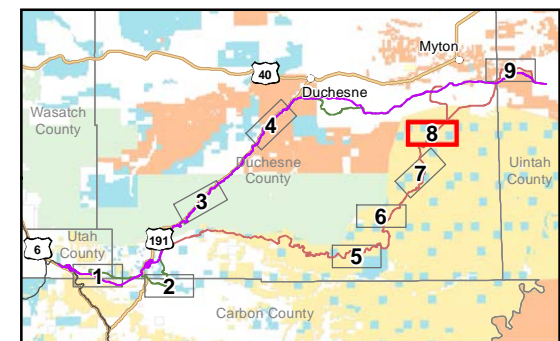 Myton
40
9
Duchesne
Wasatch
County
4
8
Duchesne
County
Uintah
County
7
3
6
191
Utah
County
6
5
1
2
Carbon County